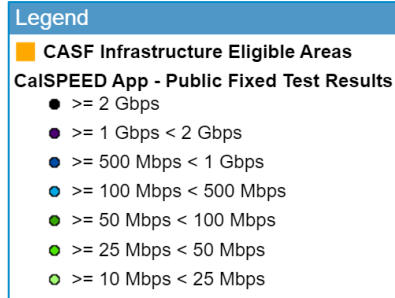 Legend
CASF Infrastructure Eligible Areas
CalSPEED App - Public Fixed Test Results
>= 2 Gbps
>= 1 Gbps < 2 Gbps
>= 500 Mbps < 1 Gbps
>= 100 Mbps < 500 Mbps
>= 50 Mbps < 100 Mbps
>= 25 Mbps < 50 Mbps
>= 10 Mbps < 25 Mbps